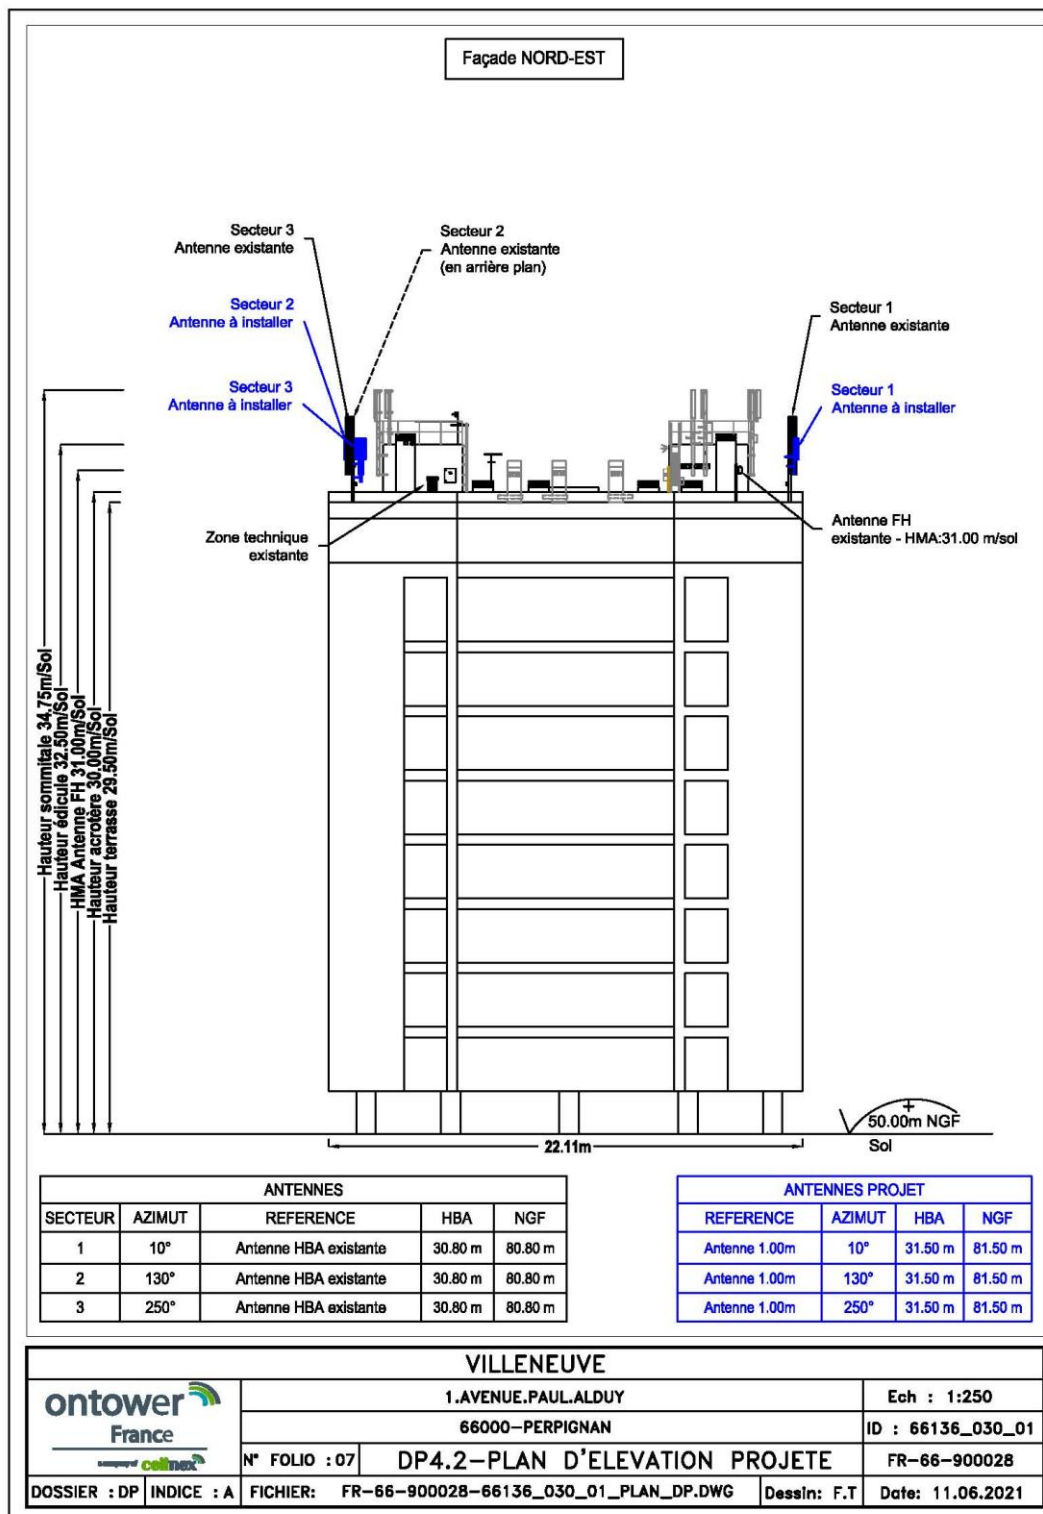 Façade NORD-EST
Secteur 3
Antenne existante
Secteur 2
Antenne existante
(en arrière plan)
Secteur 2
Antenne à installer
Secteur 1
Antenne existante
Secteur 3
Antenne à installer
Secteur 1
Antenne à installer
Zone technique
existante
Antenne FH
existante - HMA:31.00 m/sol
Hauteur sommitale 34.75m/Sol
Hauteur édicule 32.50m/Sol
HMA Antenne FH 31.00m/Sol
Hauteur acrotère 30.00m/Sol
Hauteur terrasse 29.50m/Sol
50.00m NGF
Sol
22.11m
ANTENNES
SECTEUR AZIMUT REFERENCE HBA NGF
1 10° Antenne HBA existante 30.80 m 80.80 m
2 130° Antenne HBA existante 30.80 m 80.80 m
3 250° Antenne HBA existante 30.80 m 80.80 m
ANTENNES PROJET
REFERENCE AZIMUT HBA NGF
Antenne 1.00m 10° 31.50 m 81.50 m
Antenne 1.00m 130° 31.50 m 81.50 m
Antenne 1.00m 250° 31.50 m 81.50 m
VILLENEUVE
ontower
France
a company of cellnex
1.AVENUE.PAUL.ALDUY
Ech : 1:250
66000-PERPIGNAN
ID : 66136_030_01
N° FOLIO :07
DP4.2-PLAN D'ELEVATION PROJETE
FR-66-900028
DOSSIER : DP
INDICE : A
FICHIER: FR-66-900028-66136_030_01_PLAN_DP.DWG
Dessin: F.T
Date: 11.06.2021